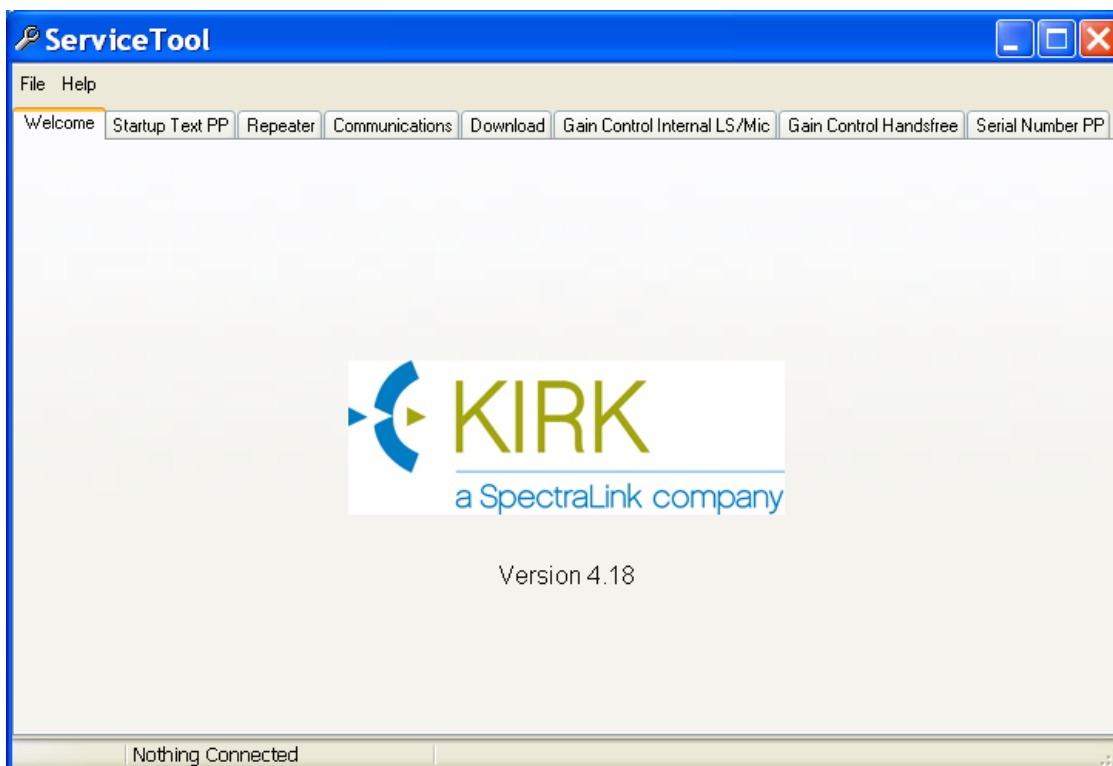 ServiceTool
File Help
Welcome Startup Text PP Repeater Communications Download Gain Control Internal LS/Mic Gain Control Handsfree Serial Number PP
KIRK
a SpectraLink company
Version 4.18
Nothing Connected